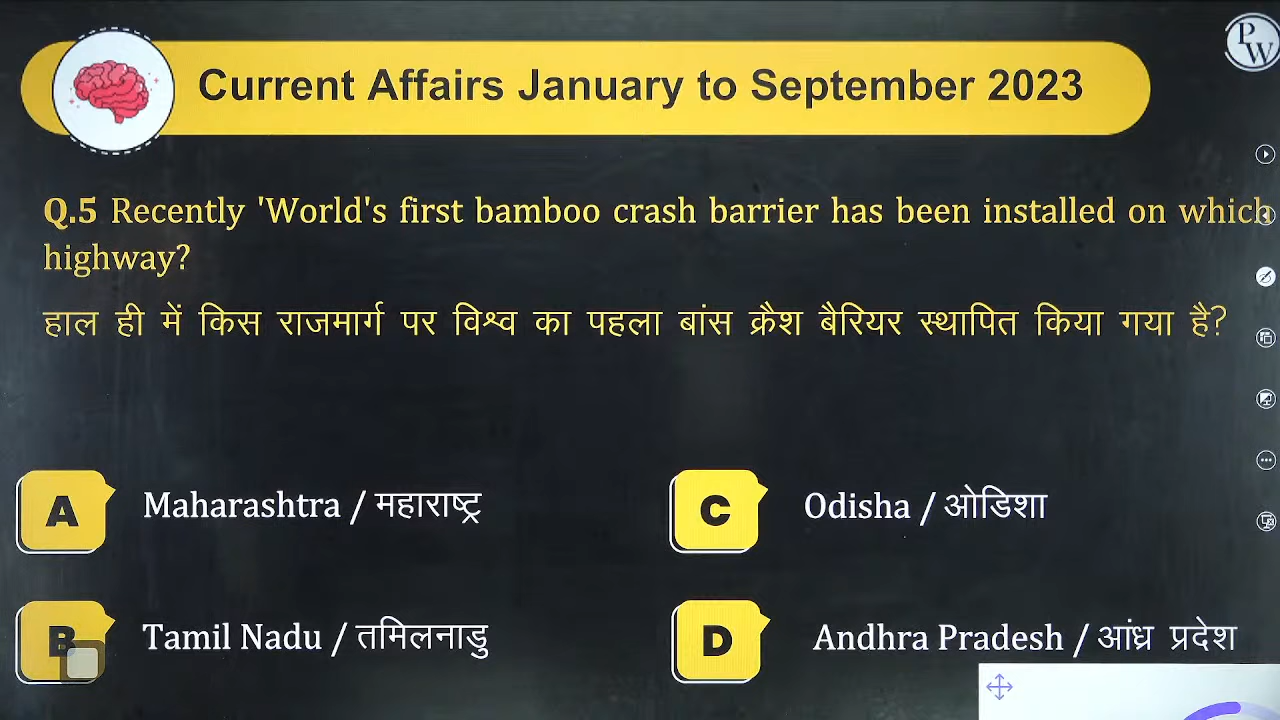 PW
Current Affairs January to September 2023
Q.5 Recently 'World's first bamboo crash barrier has been installed on which
highway?
हाल ही में किस राजमार्ग पर विश्व का पहला बांस क्रैश बैरियर स्थापित किया गया है?
A Maharashtra / महाराष्ट्र
C Odisha / ओडिशा
B Tamil Nadu / तमिलनाडु
D Andhra Pradesh / आंध्र प्रदेश